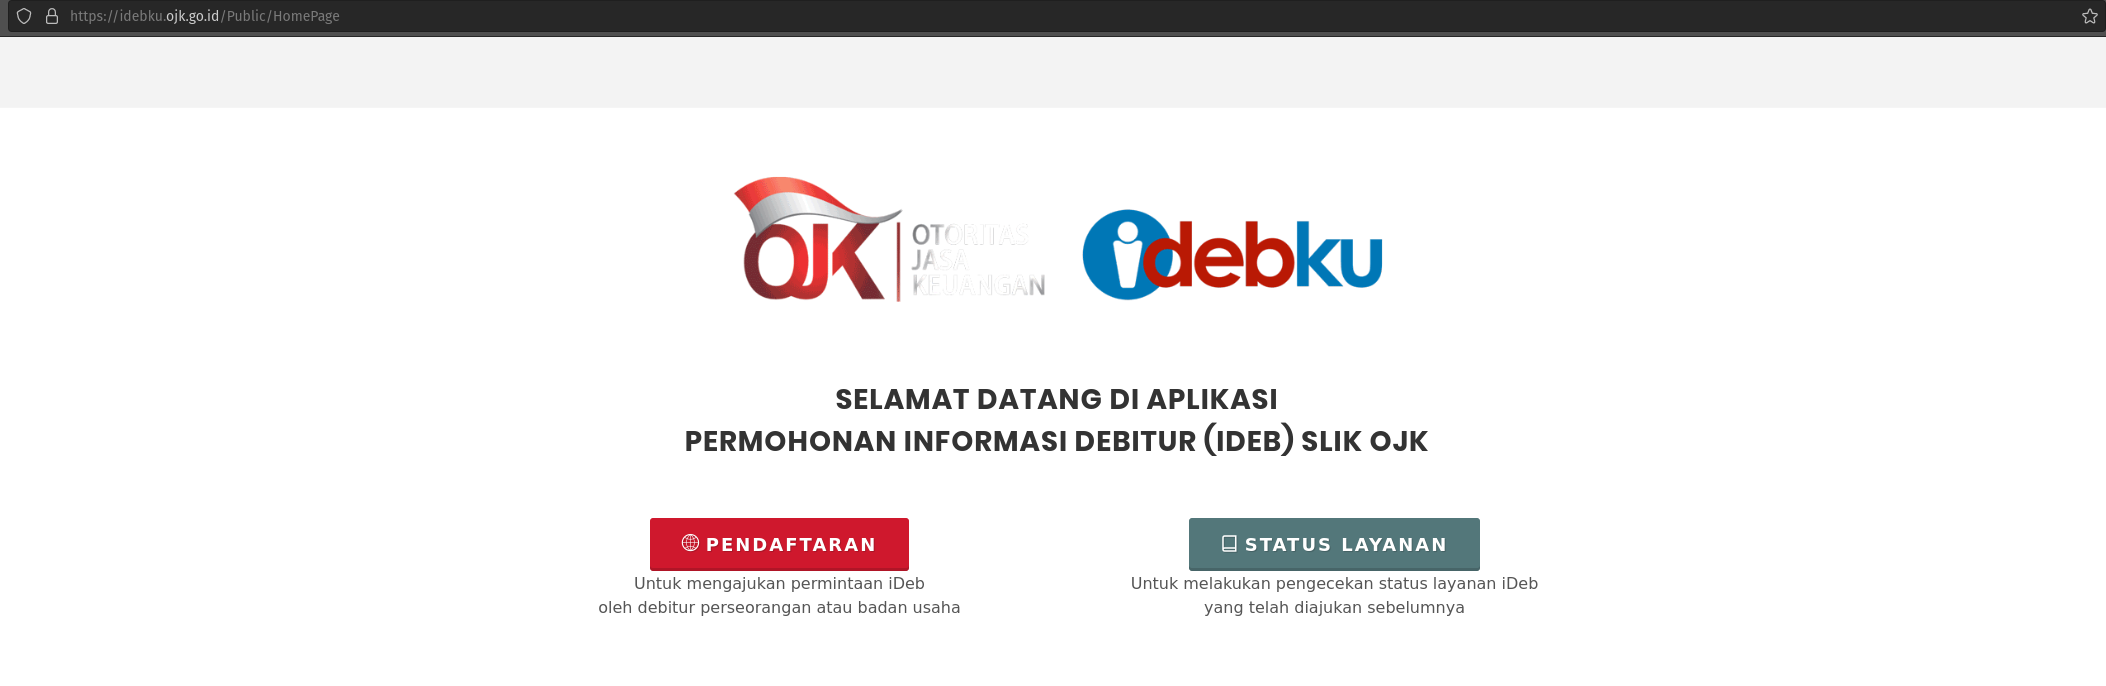 https://idebku.ojk.go.id/Public/HomePage
OJK
OTORITAS
JASA
KEUANGAN
idebku
SELAMAT DATANG DI APLIKASI
PERMOHONAN INFORMASI DEBITUR (IDEB) SLIK OJK
PENDAFTARAN
Untuk mengajukan permintaan iDeb
oleh debitur perseorangan atau badan usaha
STATUS LAYANAN
Untuk melakukan pengecekan status layanan iDeb
yang telah diajukan sebelumnya